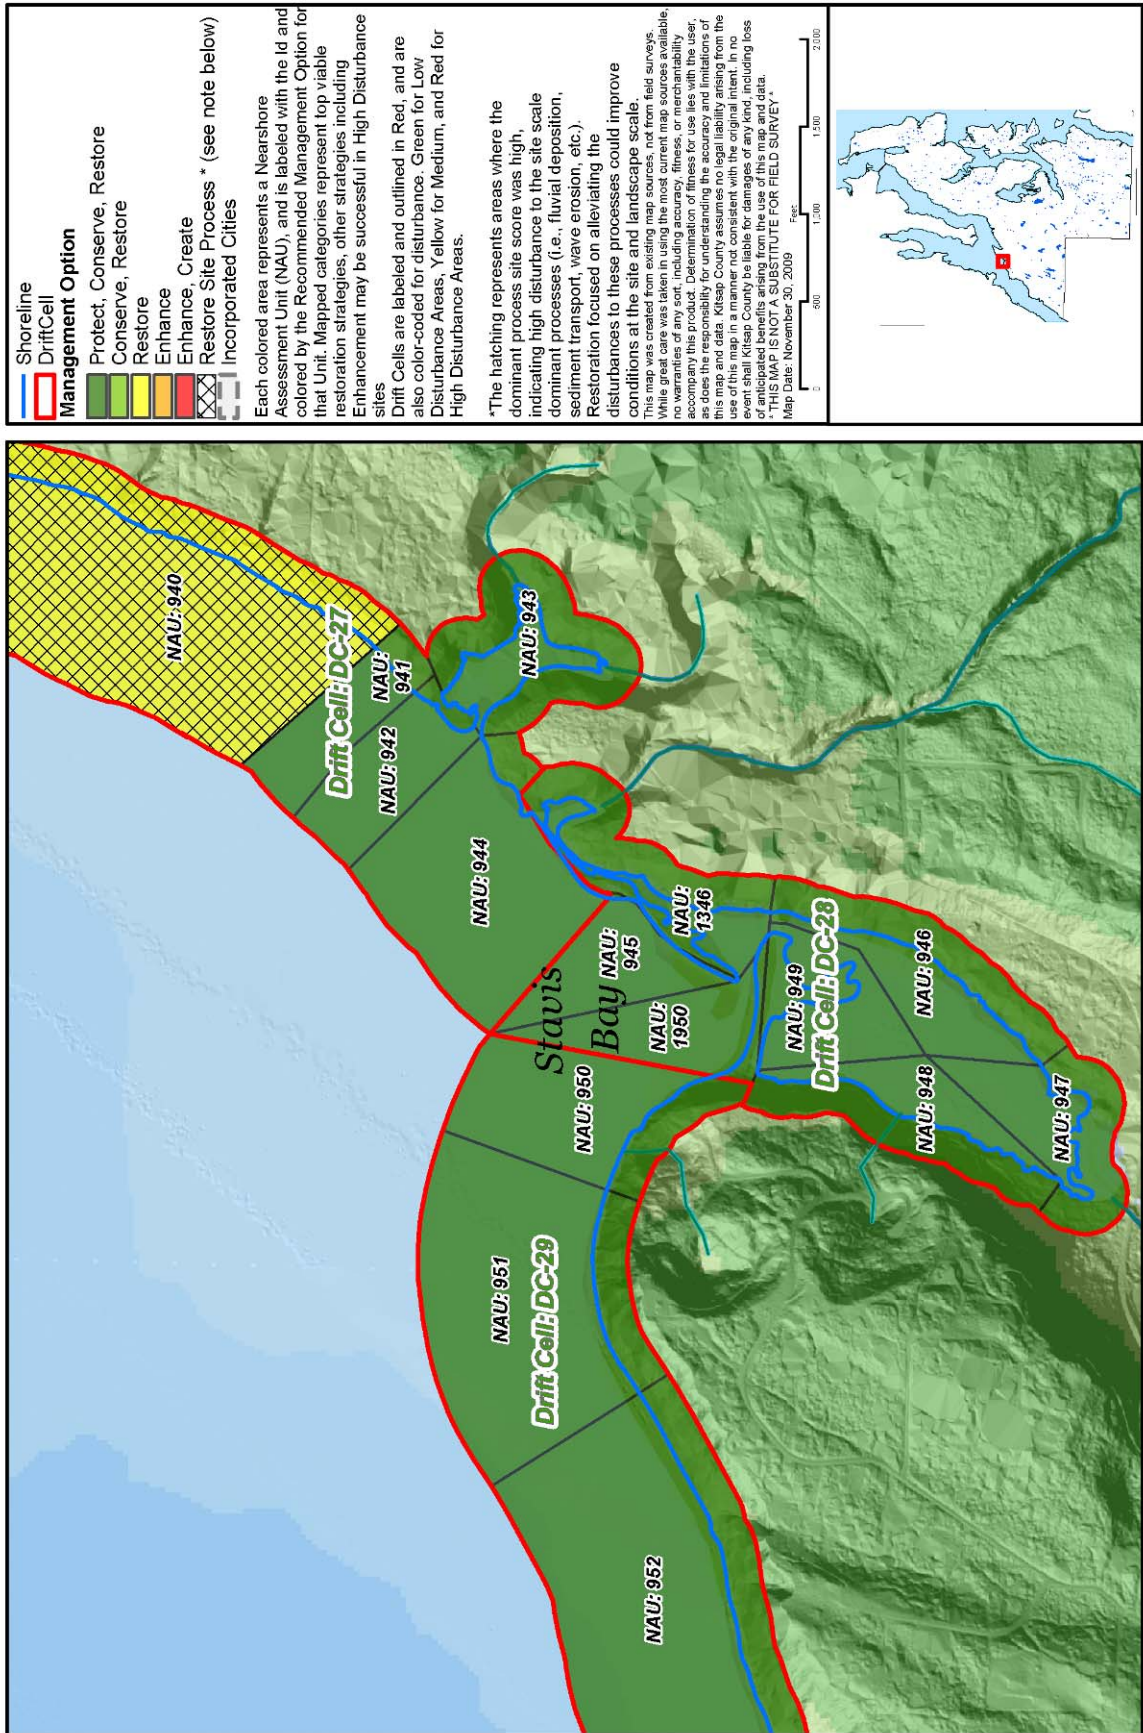 Shoreline
DriftCell
Management Option
Protect, Conserve, Restore
Conserve, Restore
Restore
Enhance
Enhance, Create
Restore Site Process * (see note below)
Incorporated Cities
Each colored area represents a Nearshore
Assessment Unit (NAU), and is labeled with the Id and
colored by the Recommended Management Option for
that Unit. Mapped categories represent top viable
restoration strategies, other strategies including
Enhancement may be successful in High Disturbance
sites
Drift Cells are labeled and outlined in Red, and are
also color-coded for disturbance. Green for Low
Disturbance Areas, Yellow for Medium, and Red for
High Disturbance Areas.
*The hatching represents areas where the
dominant process site score was high,
indicating high disturbance to the site scale
dominant processes (i.e., fluvial deposition,
sediment transport, wave erosion, etc.).
Restoration focused on alleviating the
disturbances to these processes could improve
conditions at the site and landscape scale.
This map was created from existing map sources, not from field surveys.
While great care was taken in using the most current map sources available,
no warranties of any sort, including accuracy, fitness, or merchantability
accompany this product. Determination of fitness for use lies with the user,
as does the responsiblity for understanding the accuracy and limitations of
this map and data. Kitsap County assumes no legal liability arising from the
use of this map in a manner not consistent with the original intent. In no
event shall Kitsap County be liable for damages of any kind, including loss
of anticipated benefits arising from the use of this map and data.
* THIS MAP IS NOT A SUBSTITUTE FOR FIELD SURVEY *
Map Date: November 30, 2009
Feet
0 500 1,000 1,500 2,000
NAU: 940
Drift Cell: DC-27
NAU:
941
NAU: 942
NAU: 943
NAU: 944
Stavis
Bay
NAU:
945
NAU:
1346
NAU:
1950
NAU: 950
NAU: 949
Drift Cell: DC-28
NAU: 946
NAU: 948
NAU: 947
NAU: 951
Drift Cell: DC-29
NAU: 952